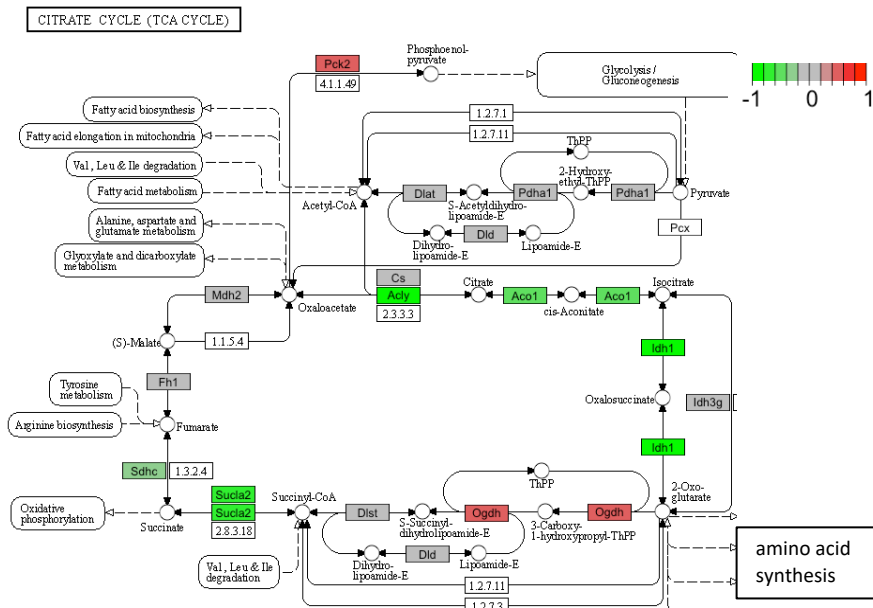 CITRATE CYCLE (TCA CYCLE)
Pck2
4.1.1.49
Phosphoenol-
pyruvate
Glycolysis /
Gluconeogenesis
-1 0 1
Fatty acid biosynthesis
Fatty acid elongation in mitochondria
Val, Leu & Ile degradation
Fatty acid metabolism
Alanine, aspartate and
glutamate metabolism
Glyoxylate and dicarboxylate
metabolism
1.2.7.1
1.2.7.11
ThPP
2-Hydroxy-
ethyl-ThPP
Acetyl-CoA
Dlat
S-Acetyldihydro-
lipoamide-E
Pdha1
Pdha1
Pyruvate
Dihydro-
lipoamide-E
Dld
Lipoamide-E
Pcx
Mdh2
Oxaloacetate
Cs
Acly
2.3.3.3
Citrate
Aco1
cis-Aconitate
Aco1
Isocitrate
(S)-Malate
1.1.5.4
Idh1
Fh1
Tyrosine
metabolism
Arginine biosynthesis
Fumarate
Oxalosuccinate
Idh3g
Idh1
Sdhc
1.3.2.4
ThPP
Oxidative
phosphorylation
Succinate
Sucla2
Sucla2
2.8.3.18
Succinyl-CoA
Dlst
S-Succinyl-
dihydrolipoamide-E
Ogdh
3-Carboxy-
1-hydroxypropyl-ThPP
Ogdh
2-Oxo-
glutarate
Val, Leu & Ile
degradation
Dihydro-
lipoamide-E
Dld
Lipoamide-E
1.2.7.11
1.2.7.3
amino acid
synthesis